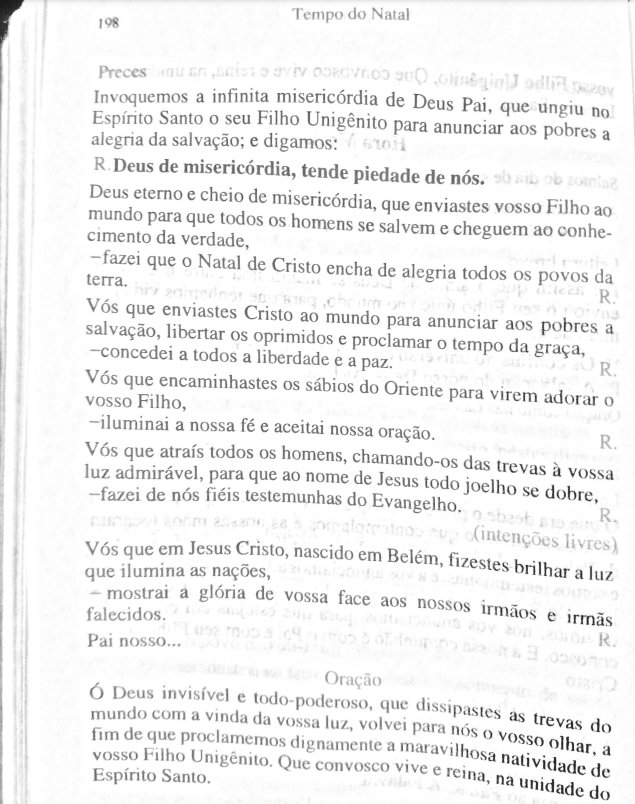 198
Tempo do Natal
Preces
Invoquemos a infinita misericórdia de Deus Pai, que ungiu no
Espírito Santo o seu Filho Unigênito para anunciar aos pobres a
alegria da salvação; e digamos:
R. Deus de misericórdia, tende piedade de nós.
Deus eterno e cheio de misericórdia, que enviastes vosso Filho ao
mundo para que todos os homens se salvem e cheguem ao conhe-
cimento da verdade,
–fazei que o Natal de Cristo encha de alegria todos os povos da
terra. R.
Vós que enviastes Cristo ao mundo para anunciar aos pobres a
salvação, libertar os oprimidos e proclamar o tempo da graça,
–concedei a todos a liberdade e a paz. R.
Vós que encaminhastes os sábios do Oriente para virem adorar o
vosso Filho,
–iluminai a nossa fé e aceitai nossa oração. R.
Vós que atraís todos os homens, chamando-os das trevas à vossa
luz admirável, para que ao nome de Jesus todo joelho se dobre,
–fazei de nós fiéis testemunhas do Evangelho. R.
(intenções livres)
Vós que em Jesus Cristo, nascido em Belém, fizestes brilhar a luz
que ilumina as nações,
– mostrai a glória de vossa face aos nossos irmãos e irmãs
falecidos. R.
Pai nosso...
Oração
Ó Deus invisível e todo-poderoso, que dissipastes as trevas do
mundo com a vinda da vossa luz, volvei para nós o vosso olhar, a
fim de que proclamemos dignamente a maravilhosa natividade de
vosso Filho Unigênito. Que convosco vive e reina, na unidade do
Espírito Santo.